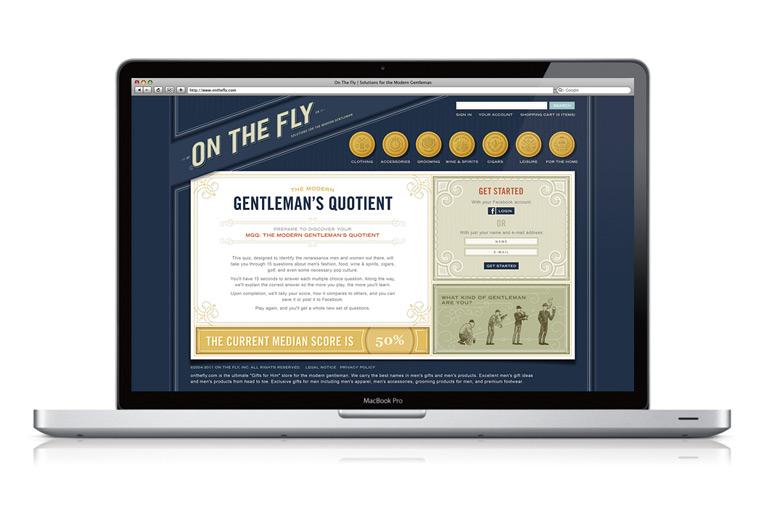 On The Fly | Solutions for the Modern Gentleman
http://www.onthefly.com
Google
SEARCH
SIGN IN YOUR ACCOUNT SHOPPING CART (0 ITEMS)
ON THE FLY
SOLUTIONS FOR THE MODERN GENTLEMAN
CLOTHING ACCESSORIES GROOMING WINE & SPIRITS CIGARS LEISURE FOR THE HOME
THE MODERN
GENTLEMAN'S QUOTIENT
PREPARE TO DISCOVER YOUR
MGQ: THE MODERN GENTLEMAN'S QUOTIENT
This quiz, designed to identify the renaissance men and women out there, will
take you through 15 questions about men's fashion, food, wine & spirits, cigars,
golf, and even some necessary pop culture.
You'll have 15 seconds to answer each multiple choice question. Along the way,
we'll explain the correct answer so the more you play, the more you'll learn.
Upon completion, we'll tally your score, how it compares to others, and you can
save it or post it to Facebook.
Play again, and you'll get a whole new set of questions.
THE CURRENT MEDIAN SCORE IS 50%
GET STARTED
With your Facebook account:
f LOGIN
OR
With just your name and e-mail address:
NAME
E-MAIL
GET STARTED
WHAT KIND OF GENTLEMAN
ARE YOU?
©2004-2011 ON THE FLY, INC. ALL RIGHTS RESERVED. LEGAL NOTICE PRIVACY POLICY
onthefly.com is the ultimate "Gifts for Him" store for the modern gentleman. We carry the best names in men's gifts and men's products. Excellent men's gift ideas
and men's products from head to toe. Exclusive gifts for men including men's apparel, men's accessories, grooming products for men, and premium footwear.
MacBook Pro